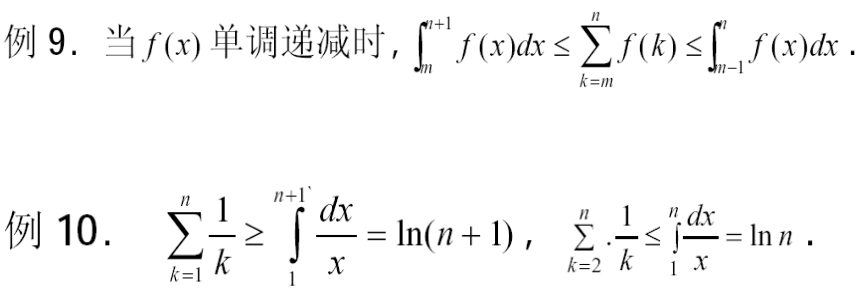 例 9. 当 f(x) 单调递减时, ∫_m^{n+1} f(x)dx ≤ ∑_{k=m}^n f(k) ≤ ∫_{m-1}^n f(x)dx .
例 10. ∑_{k=1}^n 1/k ≥ ∫_1^{n+1`} dx/x = ln(n + 1) , ∑_{k=2}^n .1/k ≤ ∫_1^n dx/x = ln n .